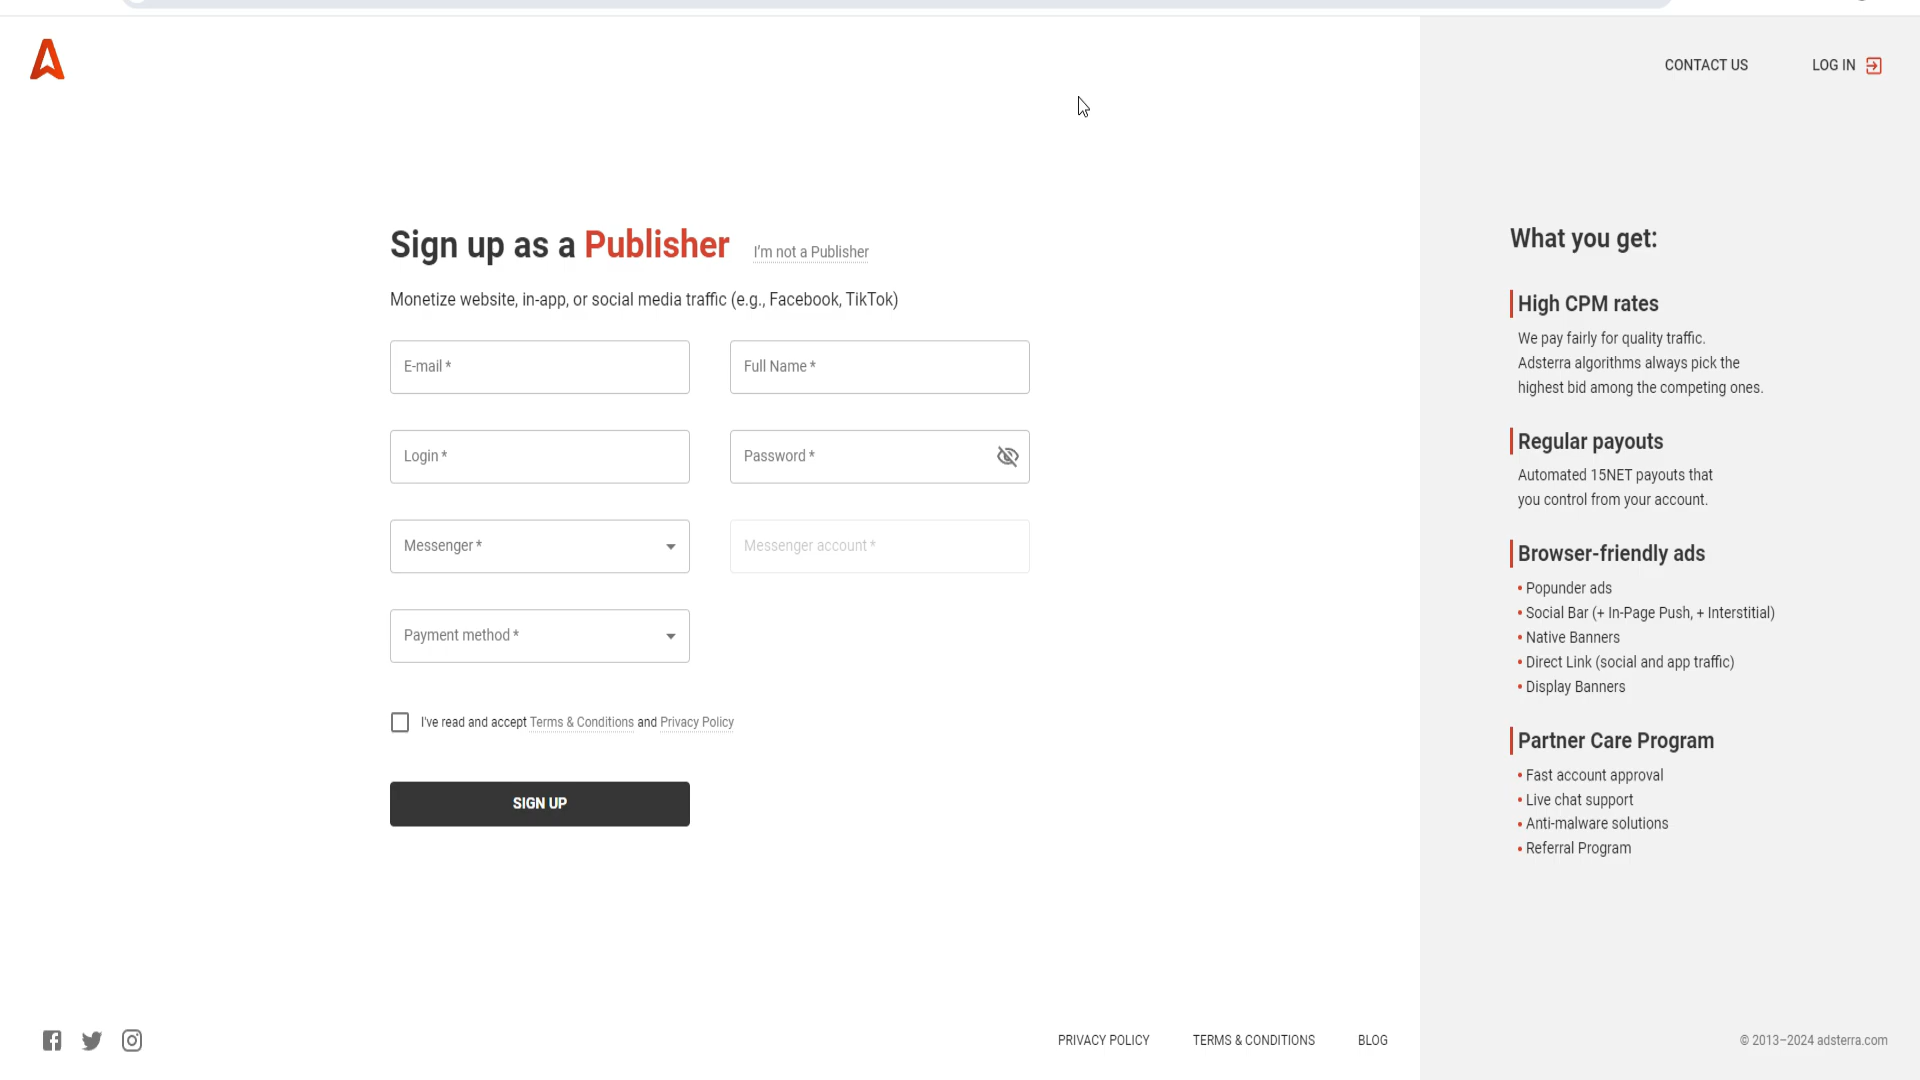 CONTACT US
LOG IN
Sign up as a Publisher
I'm not a Publisher
Monetize website, in-app, or social media traffic (e.g., Facebook, TikTok)
E-mail *
Full Name *
Login *
Password *
Messenger *
Messenger account *
Payment method *
I've read and accept Terms & Conditions and Privacy Policy
SIGN UP
What you get:
High CPM rates
We pay fairly for quality traffic.
Adsterra algorithms always pick the
highest bid among the competing ones.
Regular payouts
Automated 15NET payouts that
you control from your account.
Browser-friendly ads
• Popunder ads
• Social Bar (+ In-Page Push, + Interstitial)
• Native Banners
• Direct Link (social and app traffic)
• Display Banners
Partner Care Program
• Fast account approval
• Live chat support
• Anti-malware solutions
• Referral Program
PRIVACY POLICY
TERMS & CONDITIONS
BLOG
© 2013–2024 adsterra.com